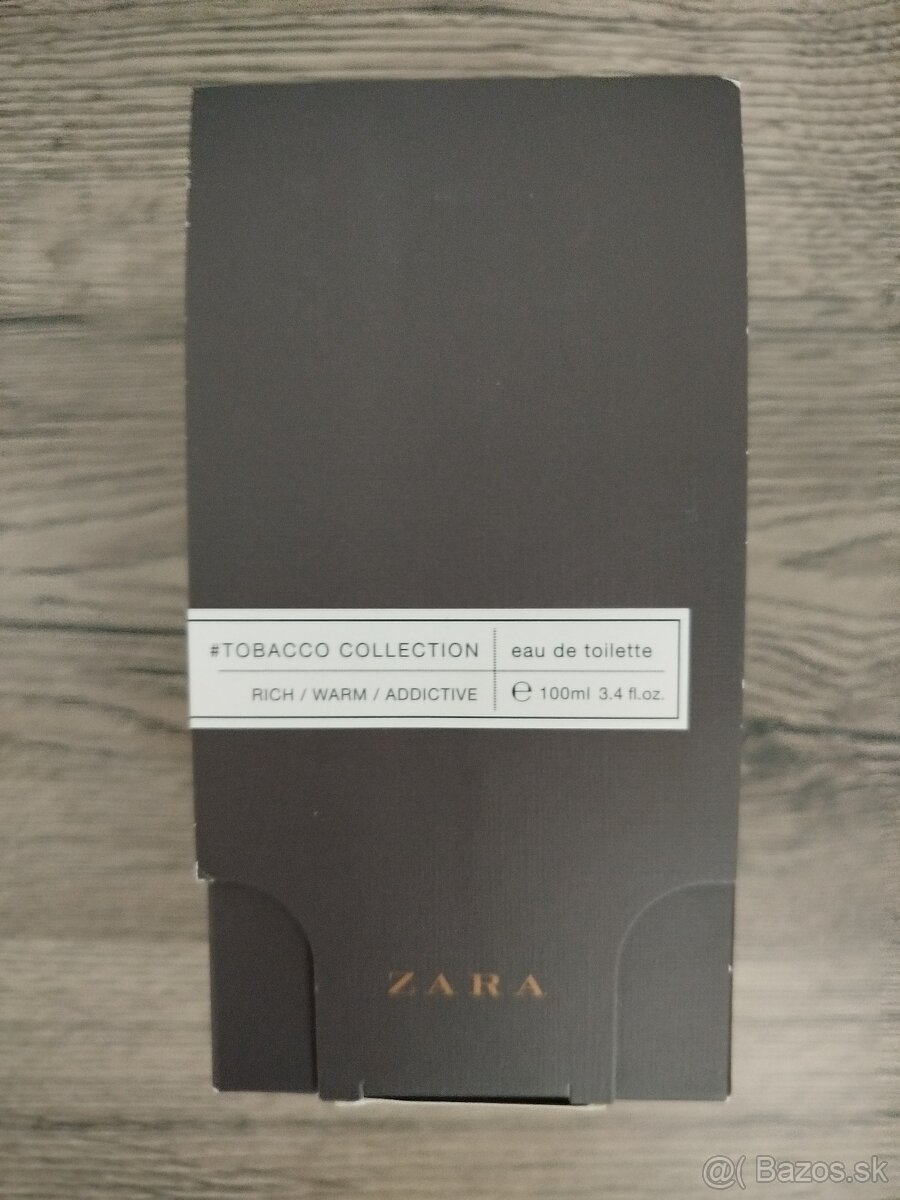 #TOBACCO COLLECTION
eau de toilette
RICH / WARM / ADDICTIVE
℮ 100ml 3.4 fl.oz.
ZARA
@( Bazos.sk